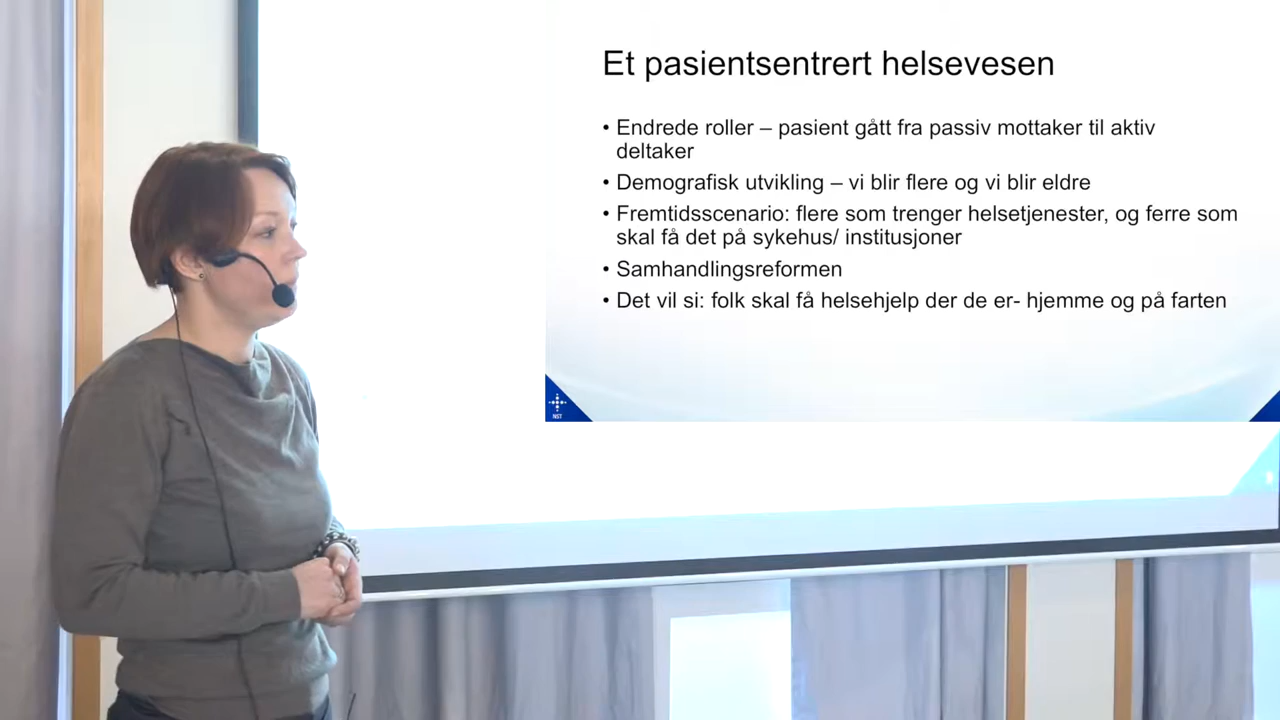 Et pasientsentrert helsevesen
• Endrede roller – pasient gått fra passiv mottaker til aktiv
deltaker
• Demografisk utvikling – vi blir flere og vi blir eldre
• Fremtidsscenario: flere som trenger helsetjenester, og ferre som
skal få det på sykehus/ institusjoner
• Samhandlingsreformen
• Det vil si: folk skal få helsehjelp der de er- hjemme og på farten
NST